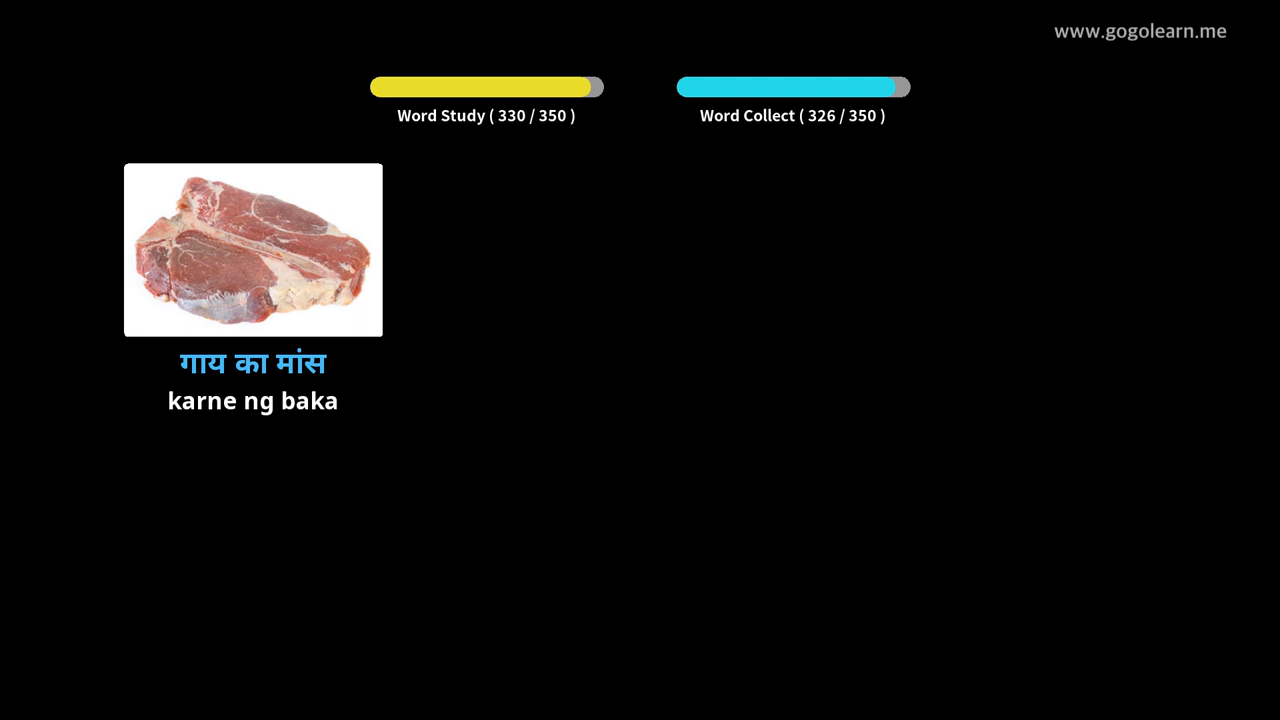 www.gogolearn.me
Word Study ( 330 / 350 )
Word Collect ( 326 / 350 )
गाय का मांस
karne ng baka